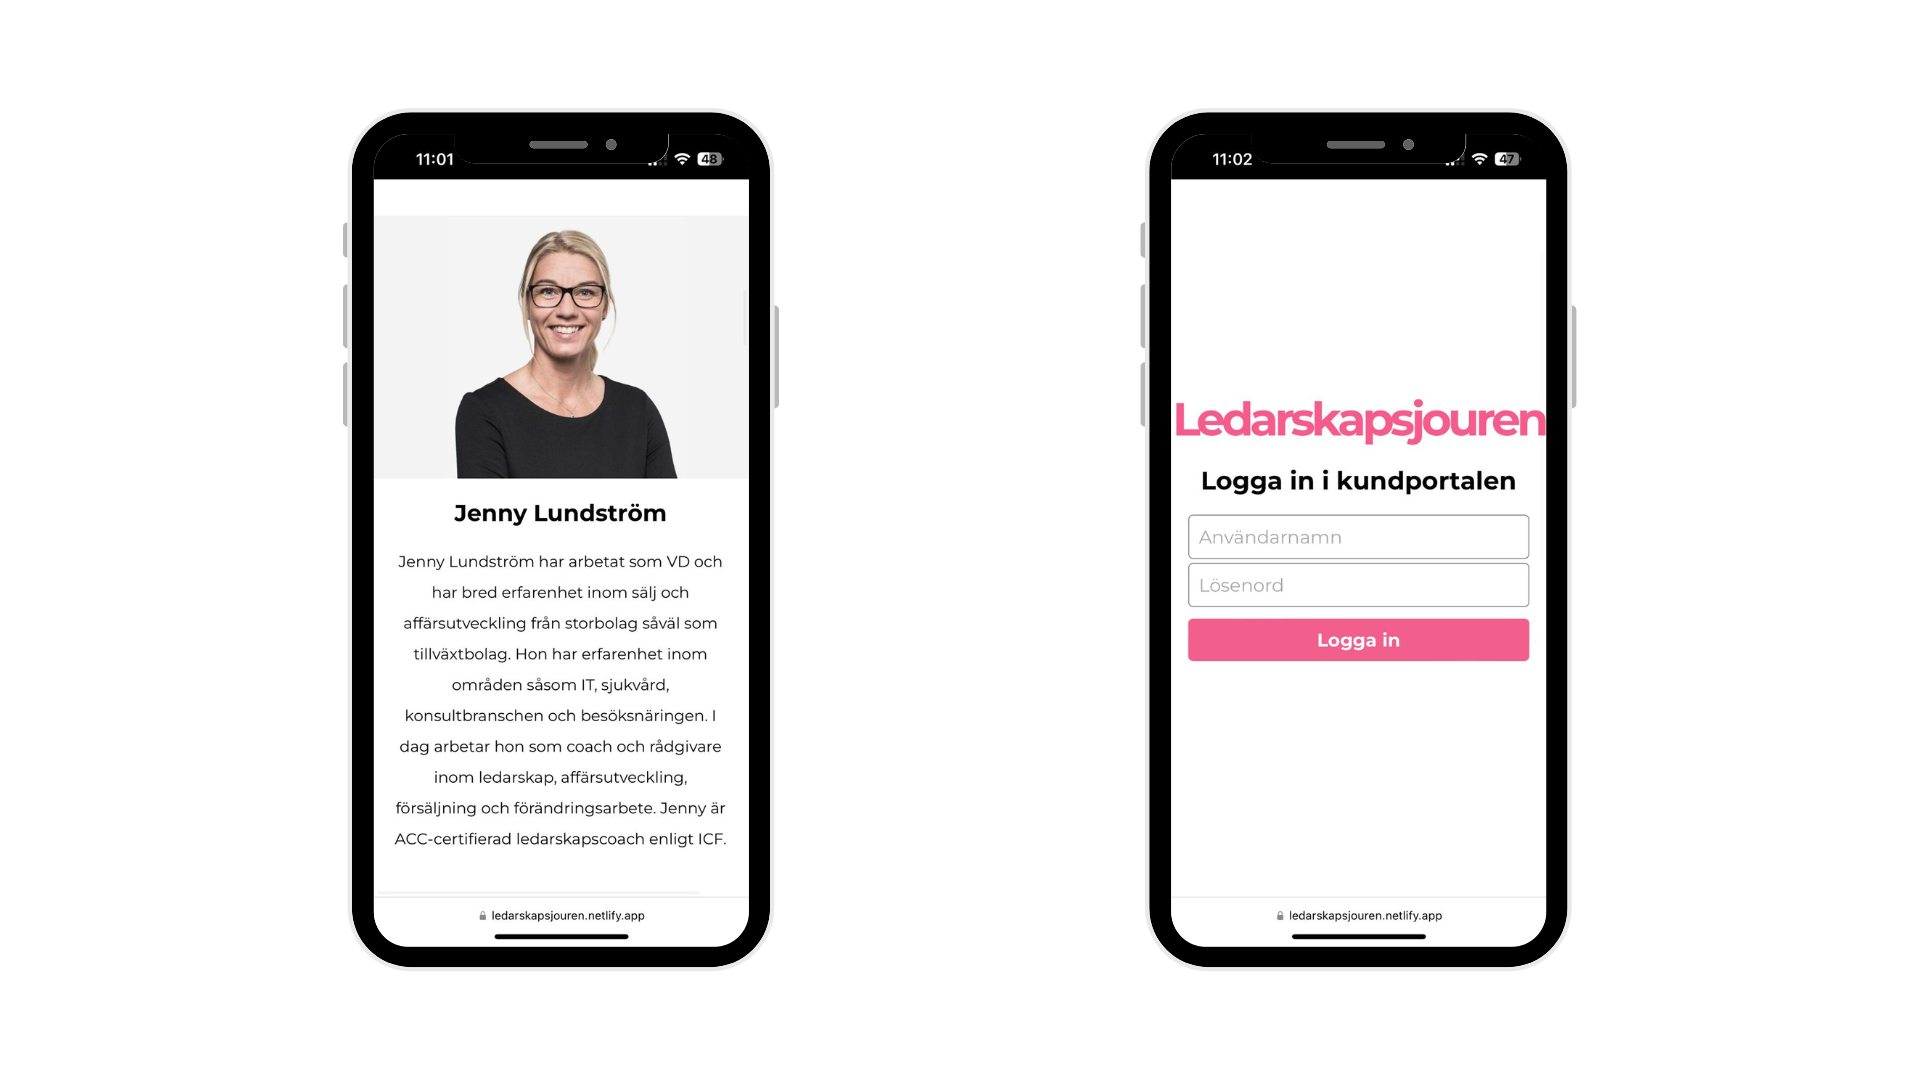 11:01
48
Jenny Lundström
Jenny Lundström har arbetat som VD och
har bred erfarenhet inom sälj och
affärsutveckling från storbolag såväl som
tillväxtbolag. Hon har erfarenhet inom
områden såsom IT, sjukvård,
konsultbranschen och besöksnäringen. I
dag arbetar hon som coach och rådgivare
inom ledarskap, affärsutveckling,
försäljning och förändringsarbete. Jenny är
ACC-certifierad ledarskapscoach enligt ICF.
ledarskapsjouren.netlify.app
11:02
47
Ledarskapsjouren
Logga in i kundportalen
Användarnamn
Lösenord
Logga in
ledarskapsjouren.netlify.app